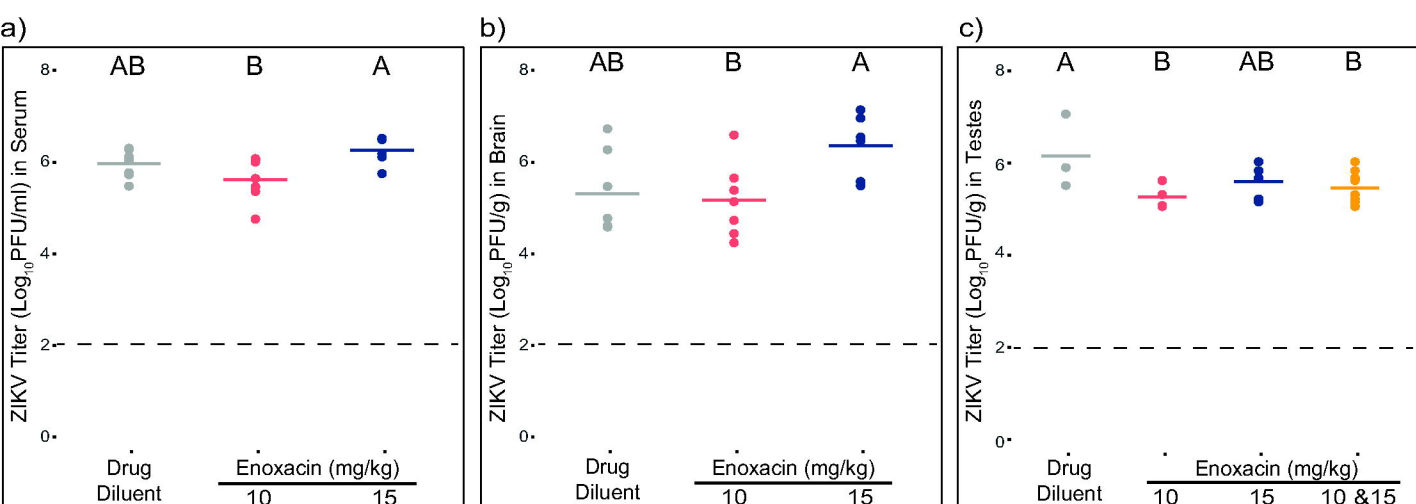 a)
AB B A
ZIKV Titer (Log10PFU/ml) in Serum
8
6
4
2
0
Drug
Diluent
Enoxacin (mg/kg)
10 15
b)
AB B A
ZIKV Titer (Log10PFU/g) in Brain
8
6
4
2
0
Drug
Diluent
Enoxacin (mg/kg)
10 15
c)
A B AB B
ZIKV Titer (Log10PFU/g) in Testes
8
6
4
2
0
Drug
Diluent
Enoxacin (mg/kg)
10 15 10 &15